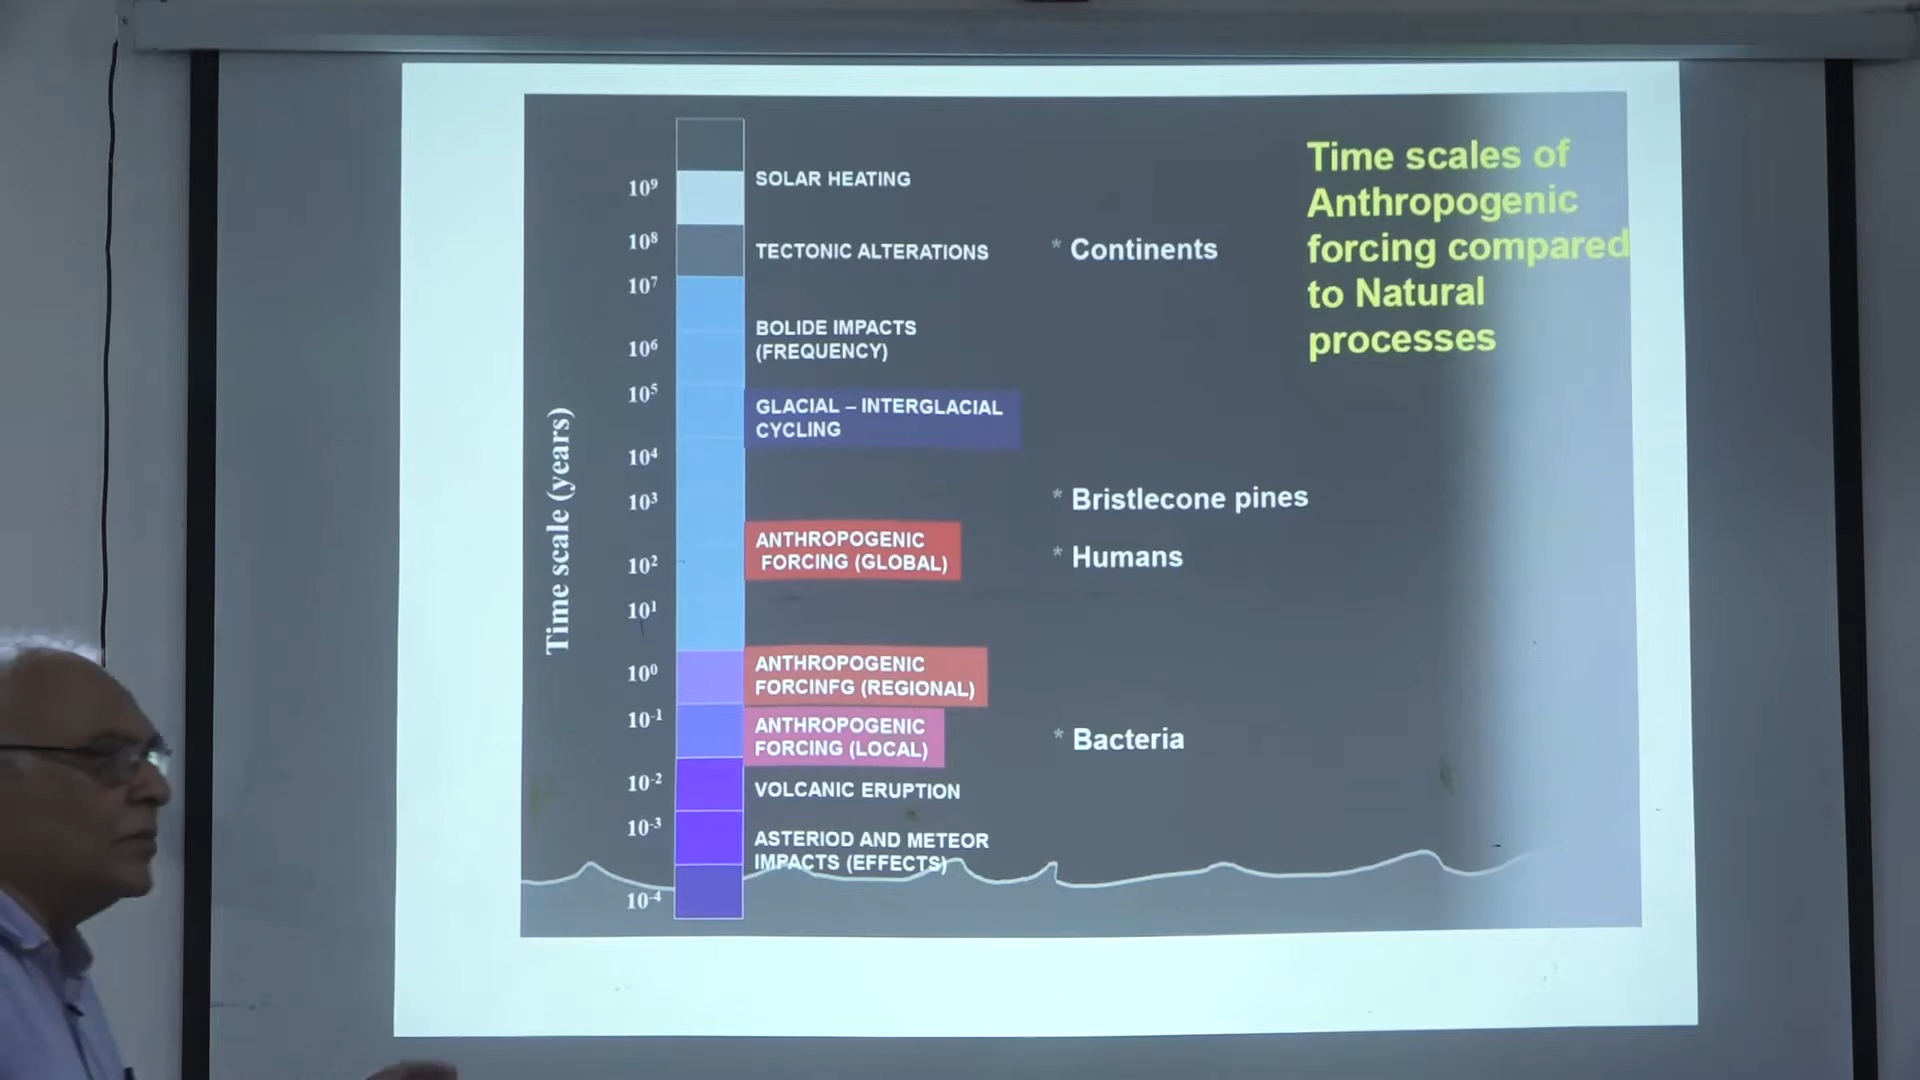 Time scales of
Anthropogenic
forcing compared
to Natural
processes
Time scale (years)
10⁹
SOLAR HEATING
10⁸
TECTONIC ALTERATIONS
* Continents
10⁷
BOLIDE IMPACTS
(FREQUENCY)
10⁶
10⁵
GLACIAL – INTERGLACIAL
CYCLING
10⁴
10³
* Bristlecone pines
ANTHROPOGENIC
FORCING (GLOBAL)
* Humans
10²
10¹
ANTHROPOGENIC
FORCINFG (REGIONAL)
10⁰
10⁻¹
ANTHROPOGENIC
FORCING (LOCAL)
* Bacteria
10⁻²
VOLCANIC ERUPTION
10⁻³
ASTERIOD AND METEOR
IMPACTS (EFFECTS)
10⁻⁴